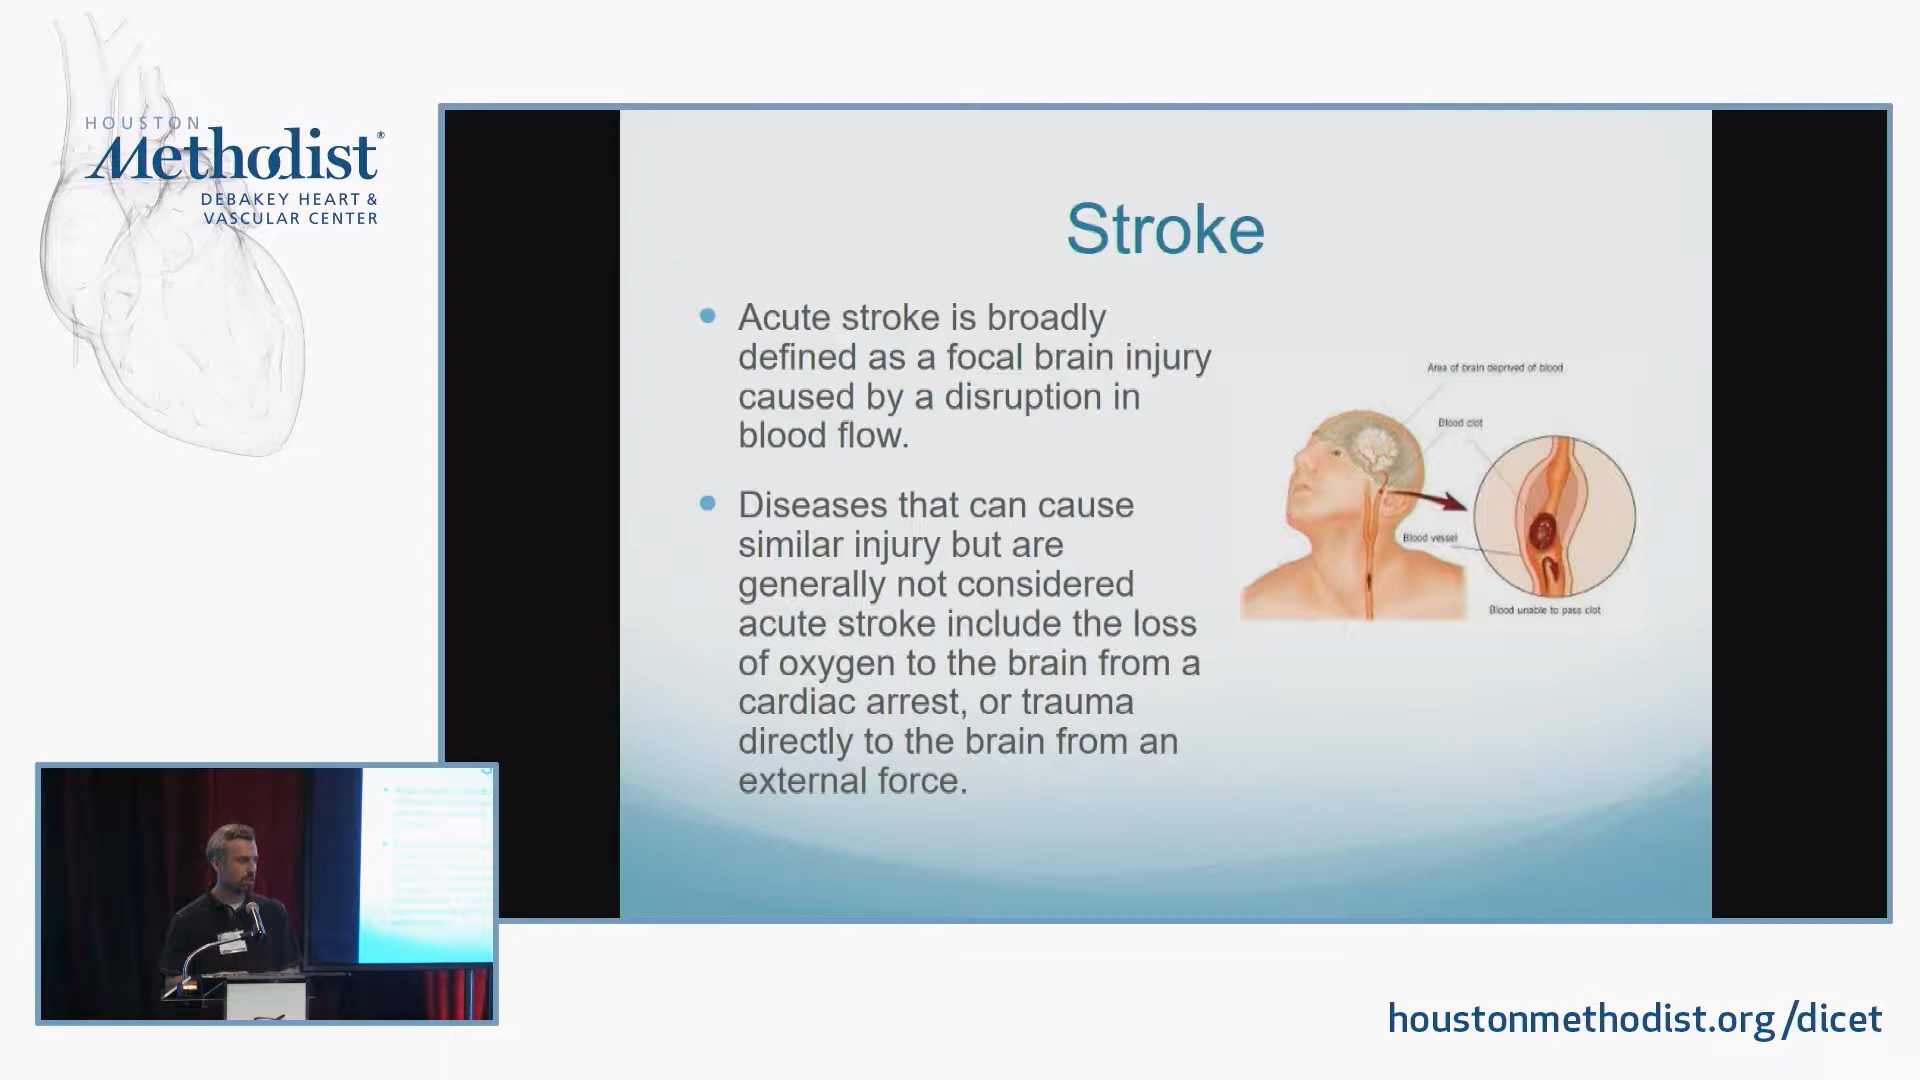 HOUSTON
Methodist®
DEBAKEY HEART &
VASCULAR CENTER
Stroke
Acute stroke is broadly
defined as a focal brain injury
caused by a disruption in
blood flow.
Diseases that can cause
similar injury but are
generally not considered
acute stroke include the loss
of oxygen to the brain from a
cardiac arrest, or trauma
directly to the brain from an
external force.
Area of brain deprived of blood
Blood clot
Blood vessel
Blood unable to pass clot
houstonmethodist.org/dicet